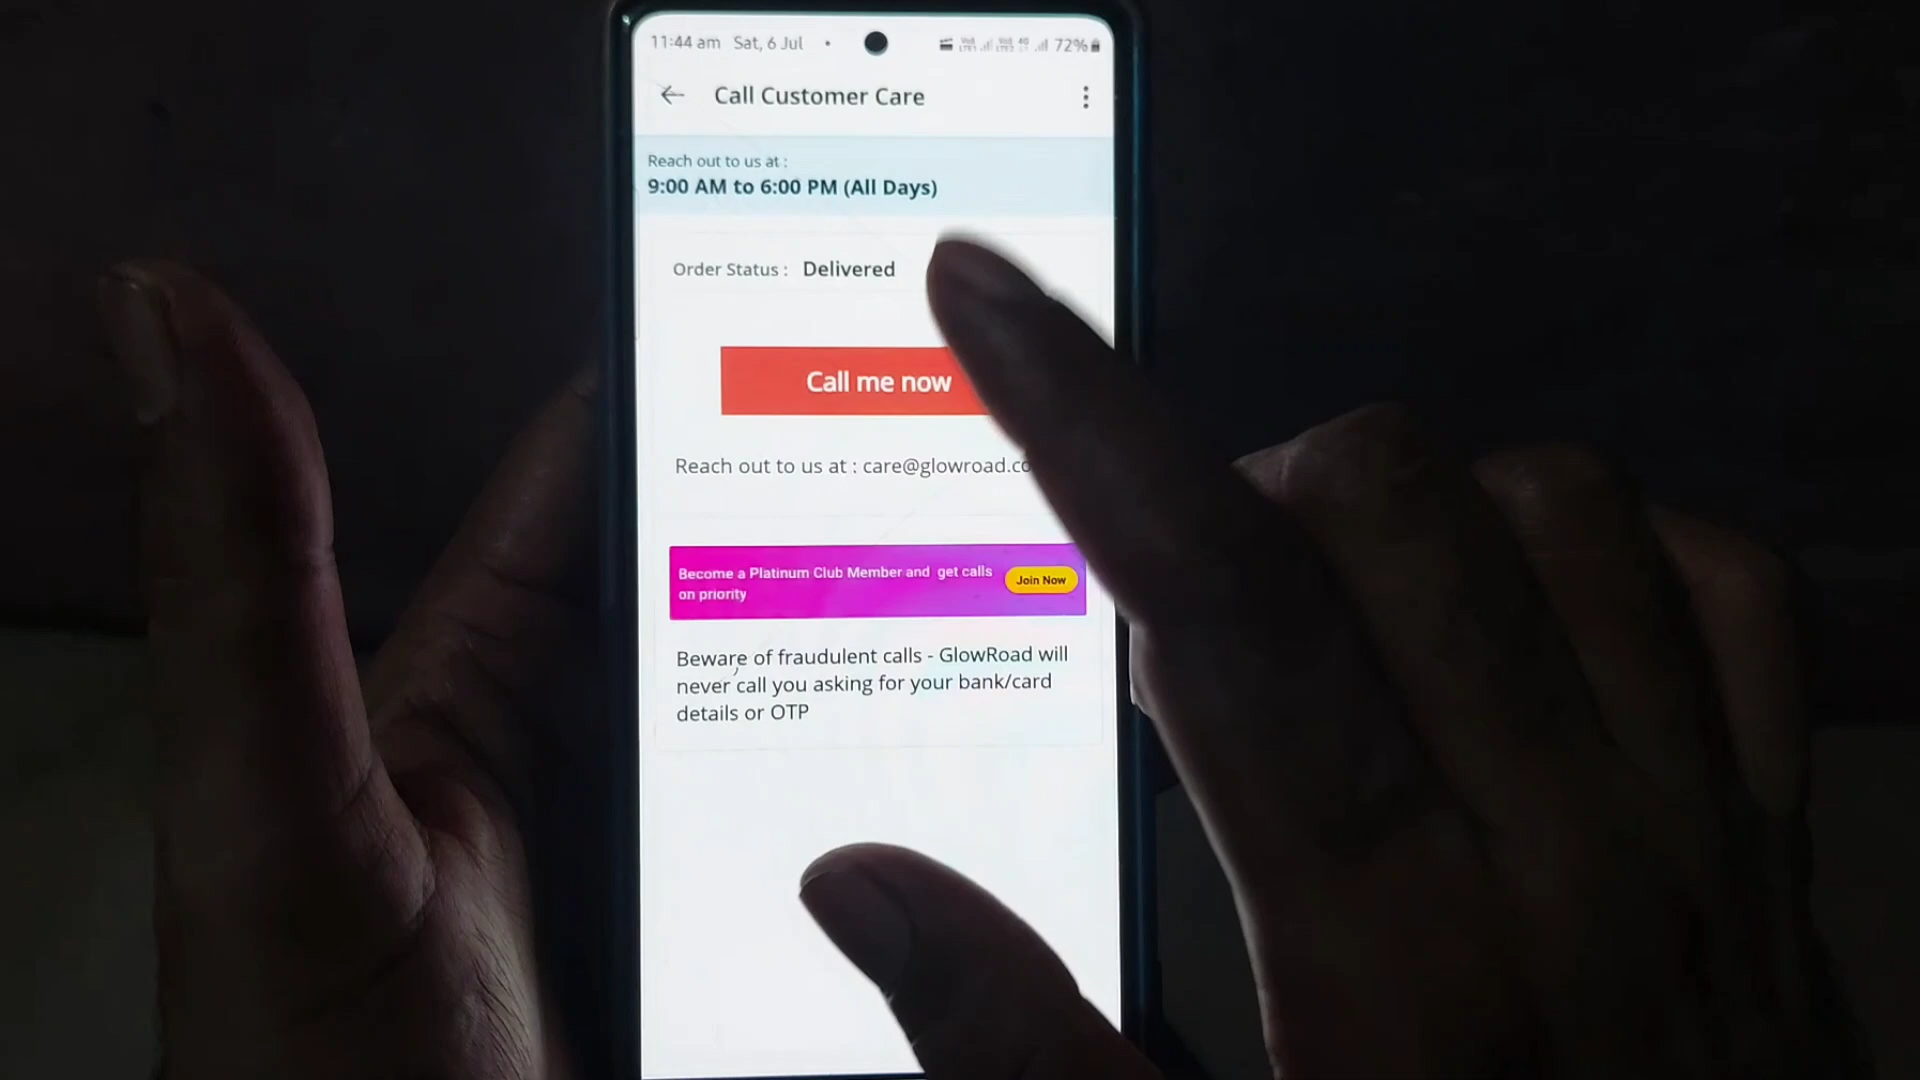 11:44 am Sat, 6 Jul
72%
Call Customer Care
Reach out to us at :
9:00 AM to 6:00 PM (All Days)
Order Status : Delivered
Call me now
Reach out to us at : care@glowroad.co
Become a Platinum Club Member and get calls
on priority
Join Now
Beware of fraudulent calls - GlowRoad will
never call you asking for your bank/card
details or OTP